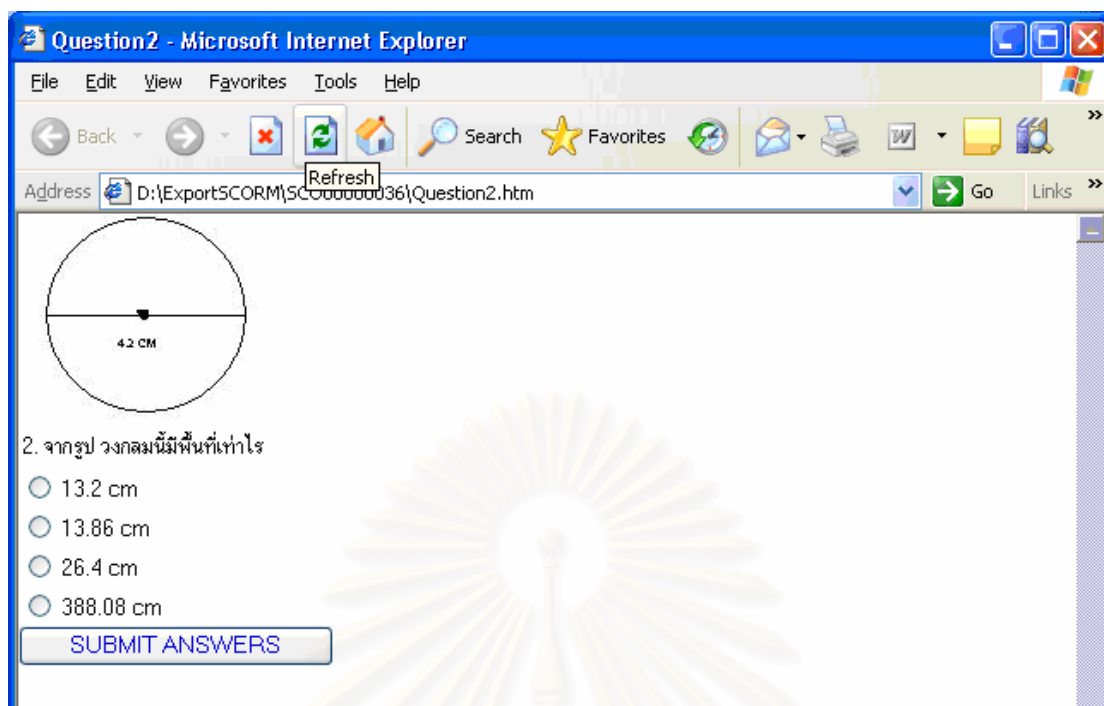 Question2 - Microsoft Internet Explorer
File Edit View Favorites Tools Help
Back Search Favorites
Refresh
Address D:\ExportSCORM\SCO00000036\Question2.htm Go Links
4.2 CM
2. จากรูป วงกลมนี้มีพื้นที่เท่าไร
13.2 cm
13.86 cm
26.4 cm
388.08 cm
SUBMIT ANSWERS